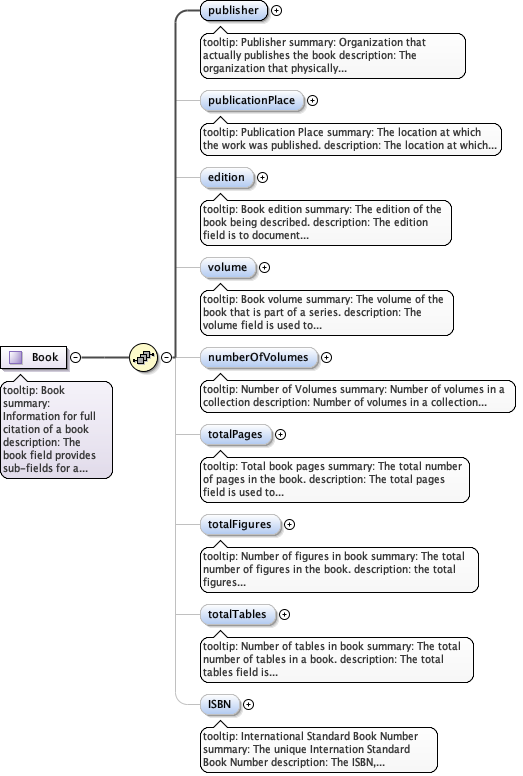 publisher
tooltip: Publisher summary: Organization that
actually publishes the book description: The
organization that physically...
publicationPlace
tooltip: Publication Place summary: The location at which
the work was published. description: The location at which...
edition
tooltip: Book edition summary: The edition of the
book being described. description: The edition
field is to document...
volume
tooltip: Book volume summary: The volume of the
book that is part of a series. description: The
volume field is used to...
Book
tooltip: Book
summary:
Information for full
citation of a book
description: The
book field provides
sub-fields for a...
numberOfVolumes
tooltip: Number of Volumes summary: Number of volumes in a
collection description: Number of volumes in a collection...
totalPages
tooltip: Total book pages summary: The total number
of pages in the book. description: The total pages
field is used to...
totalFigures
tooltip: Number of figures in book summary: The total
number of figures in the book. description: the total
figures...
totalTables
tooltip: Number of tables in book summary: The total
number of tables in a book. description: The total
tables field is...
ISBN
tooltip: International Standard Book Number
summary: The unique Internation Standard
Book Number description: The ISBN,...